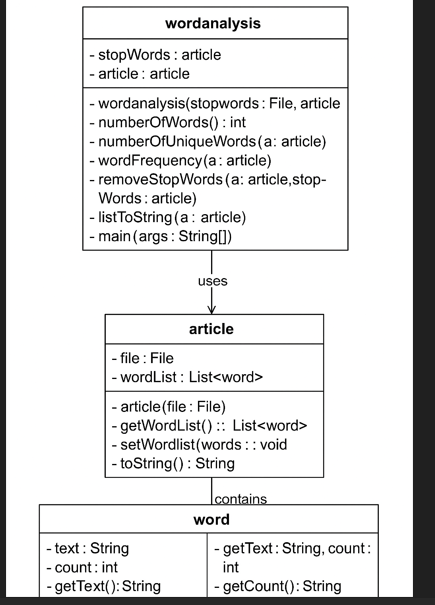 wordanalysis
- stopWords : article
- article : article
- wordanalysis(stopwords : File, article
- numberOfWords() : int
- numberOfUniqueWords(a : article)
- wordFrequency(a : article)
- removeStopWords(a : article,stop-
Words : article)
- listToString(a : article)
- main(args : String[])
uses
article
- file : File
- wordList : List<word>
- article(file : File)
- getWordList() :: List<word>
- setWordlist(words : : void
- toString() : String
contains
word
- text : String
- count : int
- getText(): String
- getText : String, count :
int
- getCount() : String